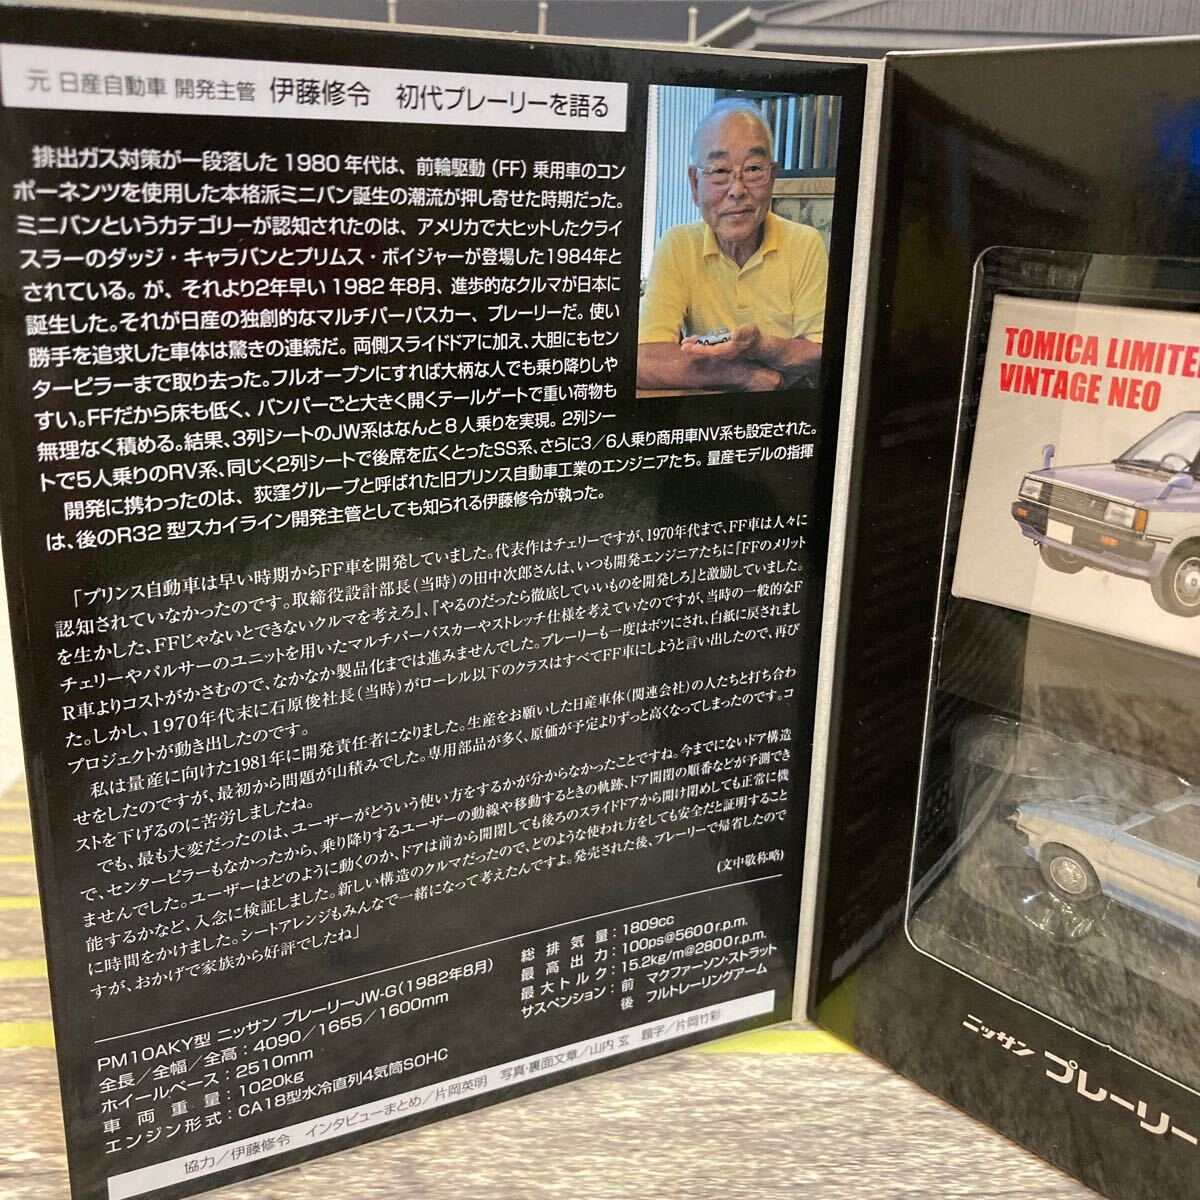 元 日産自動車 開発主管 伊藤修令 初代プレーリーを語る
排出ガス対策が一段落した1980年代は、前輪駆動(FF)乗用車のコン
ポーネンツを使用した本格派ミニバン誕生の潮流が押し寄せた時期だった。
ミニバンというカテゴリーが認知されたのは、アメリカで大ヒットしたクライ
スラーのダッジ・キャラバンとプリムス・ボイジャーが登場した1984年と
されている。が、それより2年早い1982年8月、進歩的なクルマが日本に
誕生した。それが日産の独創的なマルチパーパスカー、プレーリーだ。使い
勝手を追求した車体は驚きの連続だ。両側スライドドアに加え、大胆にもセン
ターピラーまで取り去った。フルオープンにすれば大柄な人でも乗り降りしや
すい。FFだから床も低く、バンパーごと大きく開くテールゲートで重い荷物も
無理なく積める。結果、3列シートのJW系はなんと8人乗りを実現。2列シー
トで5人乗りのRV系、同じく2列シートで後席を広くとったSS系、さらに3/6人乗り商用車NV系も設定された。
開発に携わったのは、荻窪グループと呼ばれた旧プリンス自動車工業のエンジニアたち。量産モデルの指揮
は、後のR32型スカイライン開発主管としても知られる伊藤修令が執った。
「プリンス自動車は早い時期からFF車を開発していました。代表作はチェリーですが、1970年代まで、FF車は人々に
認知されていなかったのです。取締役設計部長(当時)の田中次郎さんは、いつも開発エンジニアたちに『FFのメリット
を生かした、FFじゃないとできないクルマを考えろ』、『やるのだったら徹底していいものを開発しろ』と激励していました。
チェリーやパルサーのユニットを用いたマルチパーパスカーやストレッチ仕様を考えていたのですが、当時の一般的なF
R車よりコストがかさむので、なかなか製品化までは進みませんでした。プレーリーも一度はボツにされ、白紙に戻されまし
た。しかし、1970年代末に石原俊社長(当時)がローレル以下のクラスはすべてFF車にしようと言い出したので、再び
プロジェクトが動き出したのです。
私は量産に向けた1981年に開発責任者になりました。生産をお願いした日産車体(関連会社)の人たちと打ち合わ
せをしたのですが、最初から問題が山積みでした。専用部品が多く、原価が予定よりずっと高くなってしまったのです。コ
ストを下げるのに苦労しましたね。
でも、最も大変だったのは、ユーザーがどういう使い方をするかが分からなかったことですね。今までにないドア構造
で、センターピラーもなかったから、乗り降りするユーザーの動線や移動するときの軌跡、ドア開閉の順番などが予測でき
ませんでした。ユーザーはどのように動くのか、ドアは前から開閉しても後ろのスライドドアから開け閉めしても正常に機
能するかなど、入念に検証しました。新しい構造のクルマだったので、どのような使われ方をしても安全だと証明すること
に時間をかけました。シートアレンジもみんなで一緒になって考えたんですよ。発売された後、プレーリーで帰省したので
すが、おかげで家族から好評でしたね」
(文中敬称略)
PM10AKY型 ニッサン プレーリーJW-G(1982年8月)
全長/全幅/全高：4090/1655/1600mm
ホイールベース：2510mm
車両重量：1020kg
エンジン形式：CA18型水冷直列4気筒SOHC
総排気量：1809cc
最高出力：100ps@5600r.p.m.
最大トルク：15.2kg/m@2800r.p.m.
サスペンション：前 マクファーソン・ストラット
後 フルトレーリングアーム
協力/伊藤修令 インタビューまとめ/片岡英明 写真・裏面文章/山内 玄 題字/片岡竹彩
TOMICA LIMITE
VINTAGE NEO
ニッサン プレーリー